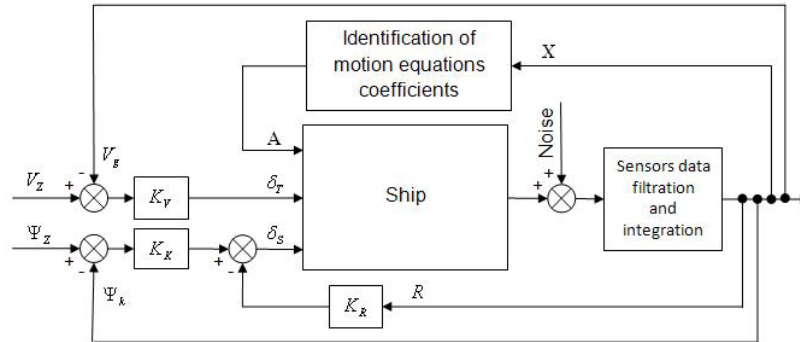 Identification of
motion equations
coefficients
X
A
Noise
V_g
-
V_Z
+
K_V
δ_T
Ship
+
+
Sensors data
filtration
and
integration
Ψ_Z
+
-
K_K
+
-
δ_S
Ψ_k
K_R
R